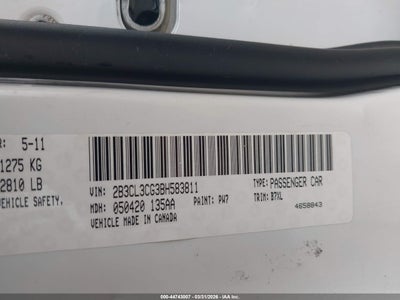 R: 5-11
1275 KG
2810 LB
VEHICLE SAFETY,
VIN: 2B3CL3CG3BH583811
TYPE: PASSENGER CAR
MDH: 050420 135AA
PAINT: PW7
TRIM: B7XL
VEHICLE MADE IN CANADA
4658043
000-44743007 - 03/31/2026 - IAA Inc.